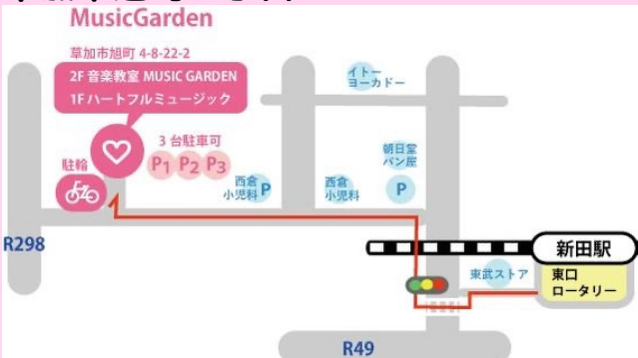 MusicGarden
草加市旭町 4-8-22-2
2F 音楽教室 MUSIC GARDEN
1F ハートフルミュージック
イトー
ヨーカドー
3 台駐車可
P1 P2 P3
駐輪
西倉
小児科
P
西倉
小児科
朝日堂
パン屋
P
R298
新田駅
東武ストア
東口
ロータリー
R49